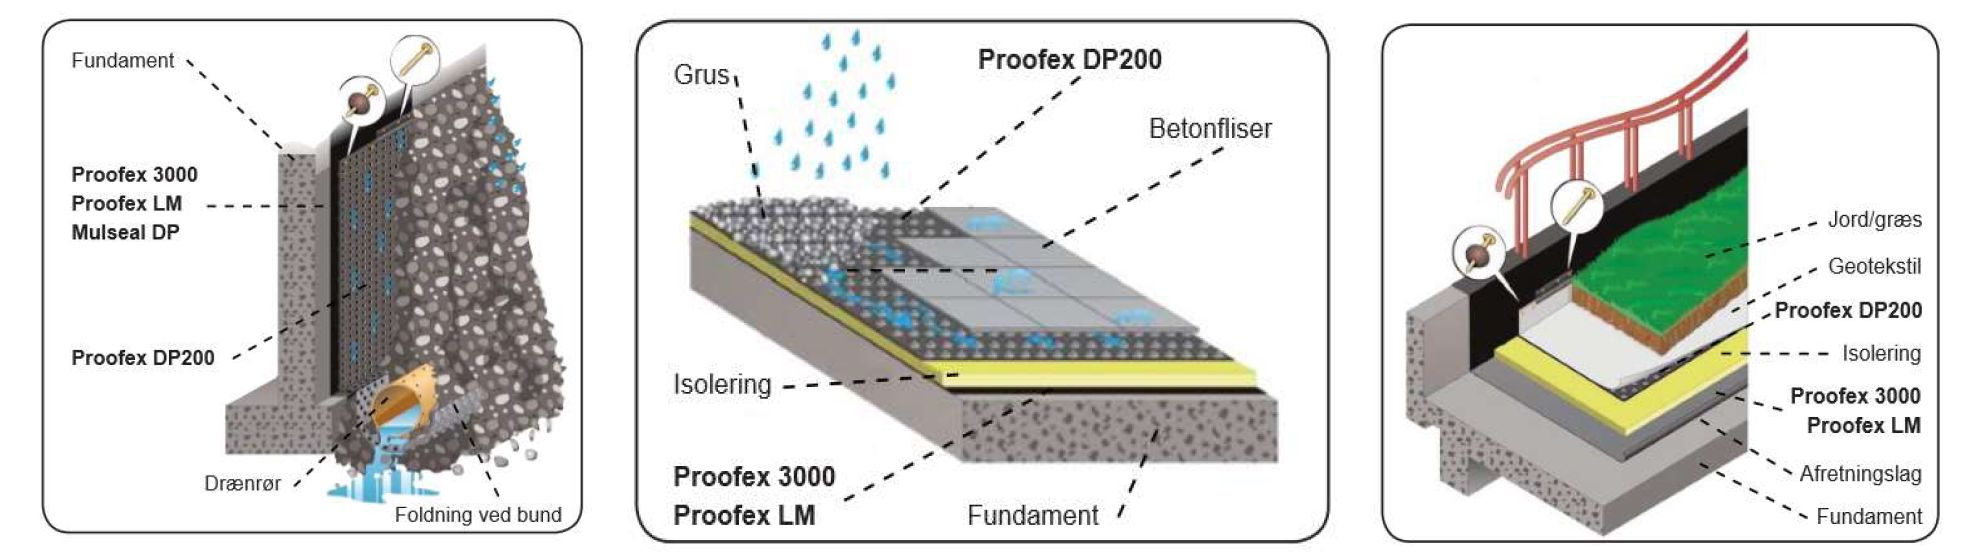 Fundament
Proofex 3000
Proofex LM
Mulseal DP
Proofex DP200
Drænrør
Foldning ved bund
Grus
Proofex DP200
Betonfliser
Isolering
Proofex 3000
Proofex LM
Fundament
Jord/græs
Geotekstil
Proofex DP200
Isolering
Proofex 3000
Proofex LM
Afretningslag
Fundament